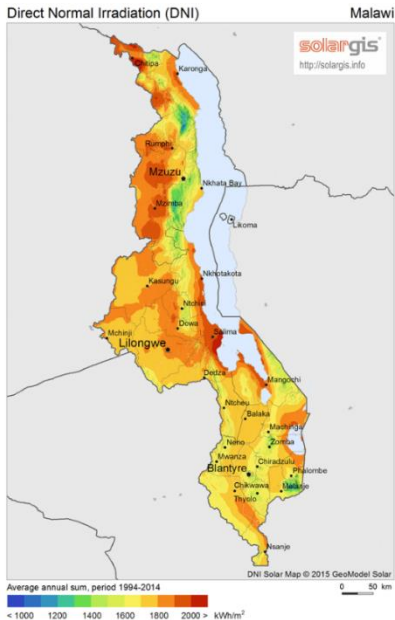 Direct Normal Irradiation (DNI) Malawi
solargis
http://solargis.info
Chitipa
Karonga
Rumphi
Mzuzu
Nkhata Bay
Mzimba
Likoma
Nkhotakota
Kasungu
Ntchisi
Dowa
Salima
Mchinji
Lilongwe
Dedza
Mangochi
Ntcheu
Balaka
Machinga
Neno
Zomba
Mwanza
Chiradzulu
Blantyre
Phalombe
Chikwawa
Mulanje
Thyolo
Nsanje
DNI Solar Map © 2015 GeoModel Solar
Average annual sum, period 1994-2014
0 50 km
< 1000 1200 1400 1600 1800 2000 > kWh/m²